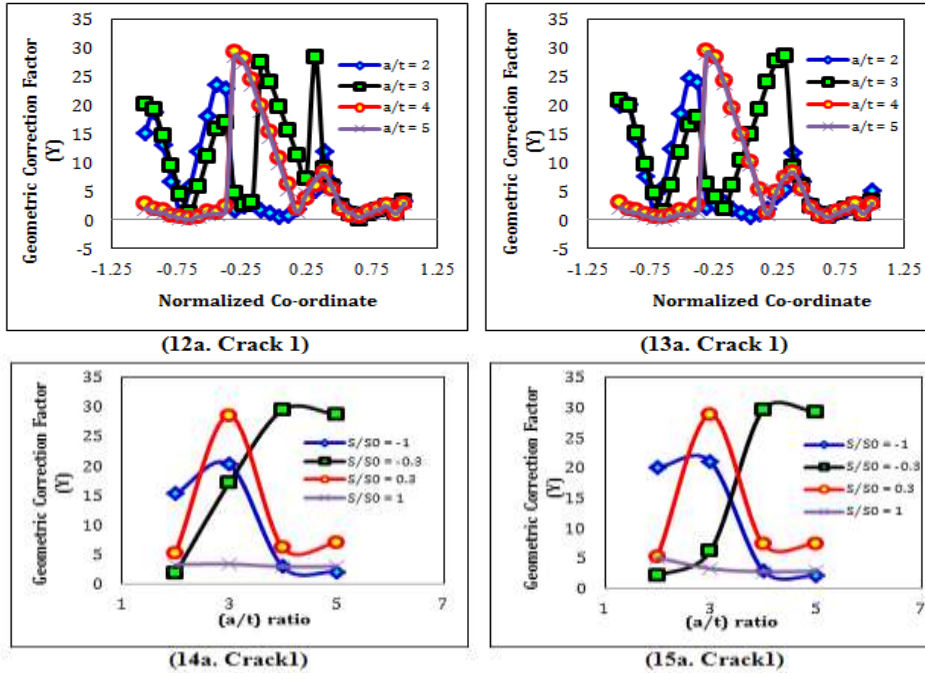 35
30
25
20
15
10
5
0
-5
Geometric Correction Factor
(Y)
a/t = 2
a/t = 3
a/t = 4
a/t = 5
-1.25 -0.75 -0.25 0.25 0.75 1.25
Normalized Co-ordinate
(12a. Crack 1)
35
30
25
20
15
10
5
0
-5
Geometric Correction Factor
(Y)
a/t = 2
a/t = 3
a/t = 4
a/t = 5
-1.25 -0.75 -0.25 0.25 0.75 1.25
Normalized Co-ordinate
(13a. Crack 1)
35
30
25
20
15
10
5
0
Geometric Correction Factor
(Y)
S/S0 = -1
S/S0 = -0.3
S/S0 = 0.3
S/S0 = 1
1 3 5 7
(a/t) ratio
(14a. Crack1)
35
30
25
20
15
10
5
0
Geometric Correction Factor
(Y)
S/S0 = -1
S/S0 = -0.3
S/S0 = 0.3
S/S0 = 1
1 3 5 7
(a/t) ratio
(15a. Crack1)